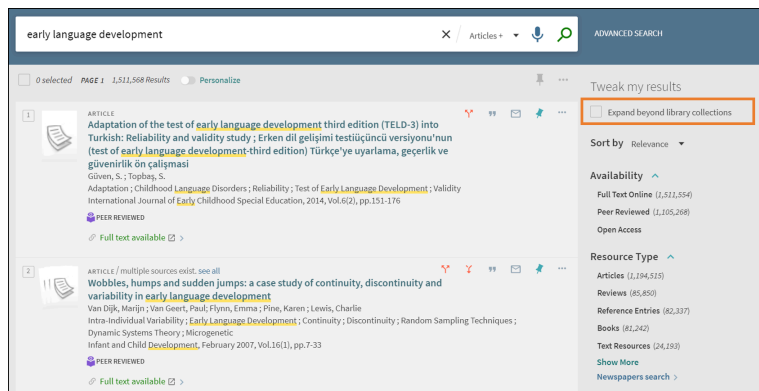 early language development
Articles +
ADVANCED SEARCH
0 selected PAGE 1 1,511,568 Results Personalize
1
ARTICLE
Adaptation of the test of early language development third edition (TELD-3) into
Turkish: Reliability and validity study ; Erken dil gelişimi testiüçüncü versiyonu'nun
(test of early language development-third edition) Türkçe'ye uyarlama, geçerlik ve
güvenirlik ön çalişmasi
Güven, S. ; Topbaş, S.
Adaptation ; Childhood Language Disorders ; Reliability ; Test of Early Language Development ; Validity
International Journal of Early Childhood Special Education, 2014, Vol.6(2), pp.151-176
PEER REVIEWED
Full text available
2
ARTICLE / multiple sources exist. see all
Wobbles, humps and sudden jumps: a case study of continuity, discontinuity and
variability in early language development
Van Dijk, Marijn ; Van Geert, Paul; Flynn, Emma ; Pine, Karen ; Lewis, Charlie
Intra-Individual Variability ; Early Language Development ; Continuity ; Discontinuity ; Random Sampling Techniques ;
Dynamic Systems Theory ; Microgenetic
Infant and Child Development, February 2007, Vol.16(1), pp.7-33
PEER REVIEWED
Full text available
Tweak my results
Expand beyond library collections
Sort by Relevance
Availability
Full Text Online (1,511,554)
Peer Reviewed (1,105,268)
Open Access
Resource Type
Articles (1,194,515)
Reviews (85,850)
Reference Entries (82,337)
Books (81,242)
Text Resources (24,193)
Show More
Newspapers search >